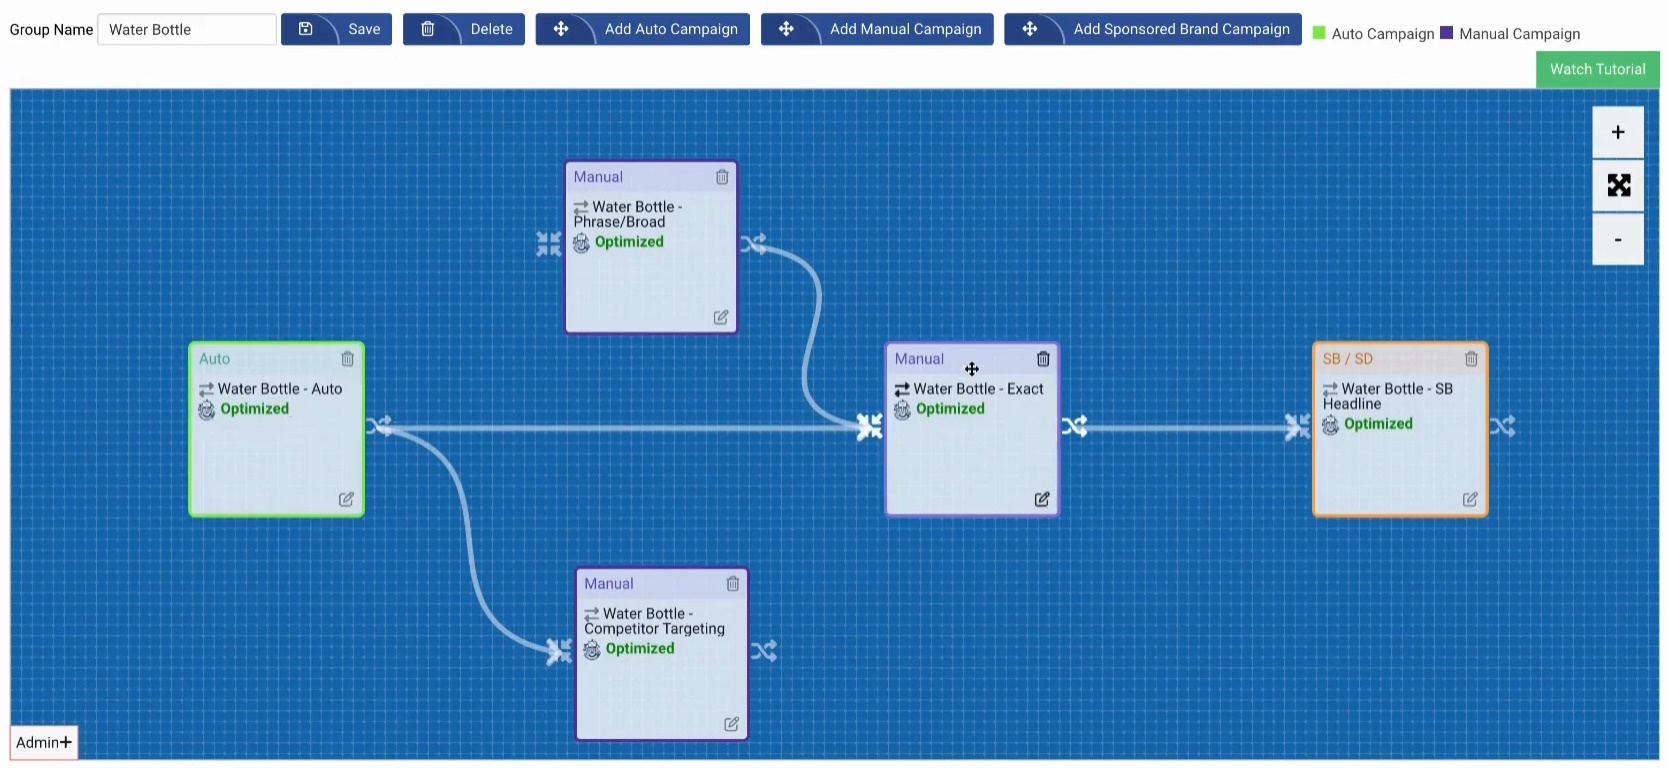 Group Name Water Bottle Save Delete Add Auto Campaign Add Manual Campaign Add Sponsored Brand Campaign Auto Campaign Manual Campaign
Watch Tutorial
+
-
Manual
Water Bottle -
Phrase/Broad
Optimized
Auto
Water Bottle - Auto
Optimized
Manual
Water Bottle - Exact
Optimized
SB / SD
Water Bottle - SB
Headline
Optimized
Manual
Water Bottle -
Competitor Targeting
Optimized
Admin+